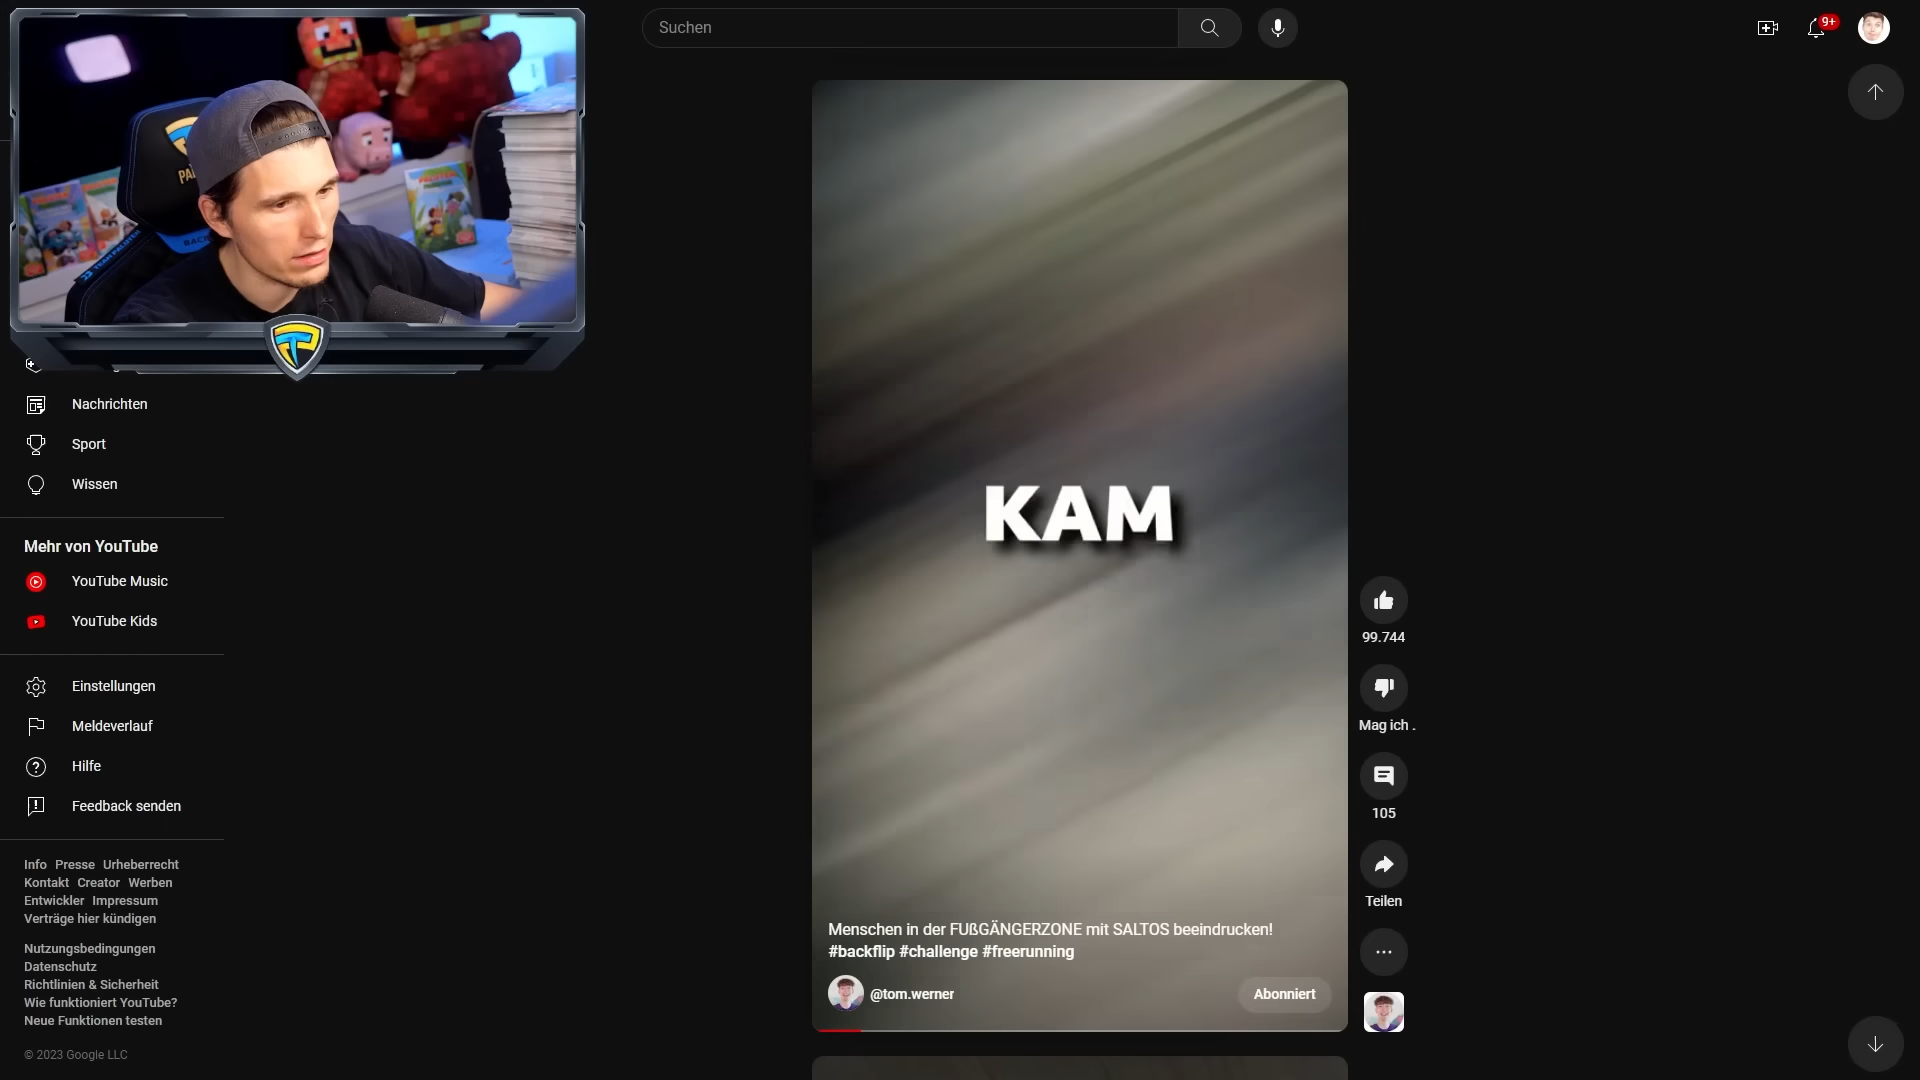 Suchen
9+
Nachrichten
Sport
Wissen
Mehr von YouTube
YouTube Music
YouTube Kids
Einstellungen
Meldeverlauf
Hilfe
Feedback senden
Info Presse Urheberrecht
Kontakt Creator Werben
Entwickler Impressum
Verträge hier kündigen
Nutzungsbedingungen
Datenschutz
Richtlinien & Sicherheit
Wie funktioniert YouTube?
Neue Funktionen testen
© 2023 Google LLC
KAM
Menschen in der FUßGÄNGERZONE mit SALTOS beeindrucken!
#backflip #challenge #freerunning
@tom.werner
Abonniert
99.744
Mag ich .
105
Teilen